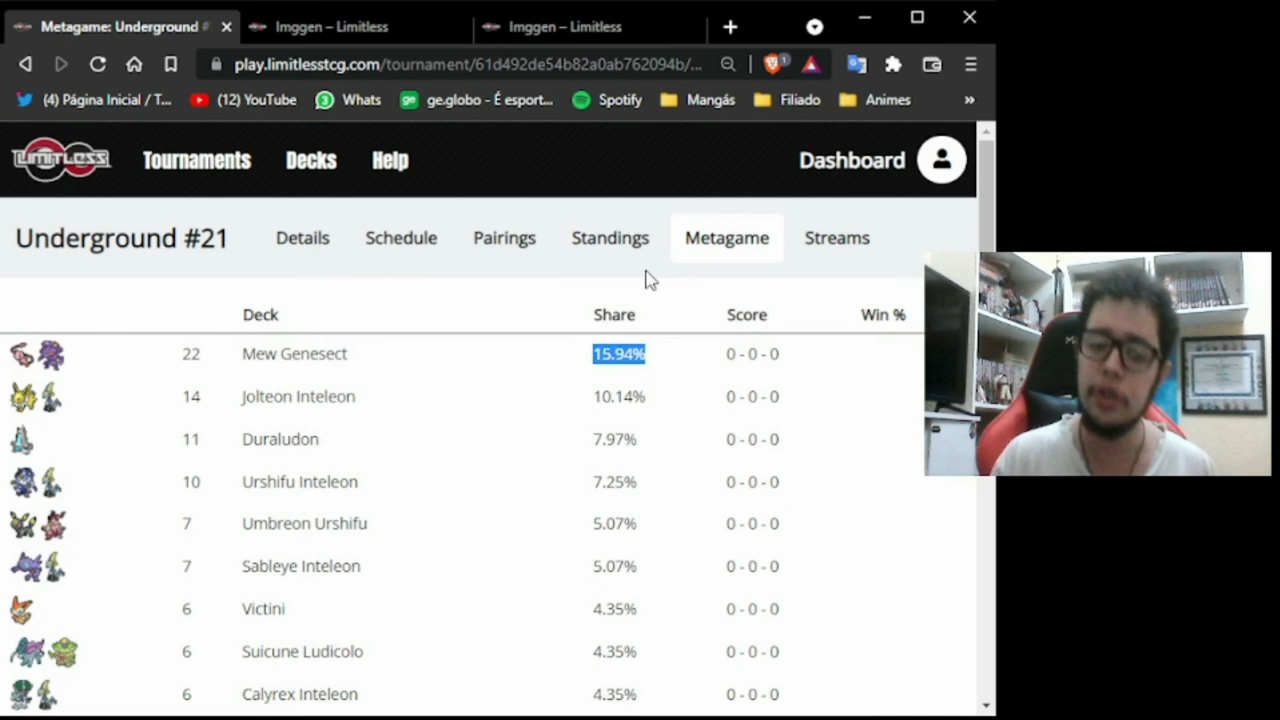 Metagame: Underground #
Imggen – Limitless
Imggen – Limitless
play.limitlesstcg.com/tournament/61d492de54b82a0ab762094b/...
1
(4) Página Inicial / T...
(12) YouTube
Whats
ge
ge.globo - É esport...
Spotify
Mangás
Filiado
Animes
»
LIMITLESS
Tournaments
Decks
Help
Dashboard
Underground #21
Details
Schedule
Pairings
Standings
Metagame
Streams
Deck Share Score Win %
22 Mew Genesect 15.94% 0 - 0 - 0
14 Jolteon Inteleon 10.14% 0 - 0 - 0
11 Duraludon 7.97% 0 - 0 - 0
10 Urshifu Inteleon 7.25% 0 - 0 - 0
7 Umbreon Urshifu 5.07% 0 - 0 - 0
7 Sableye Inteleon 5.07% 0 - 0 - 0
6 Victini 4.35% 0 - 0 - 0
6 Suicune Ludicolo 4.35% 0 - 0 - 0
6 Calyrex Inteleon 4.35% 0 - 0 - 0